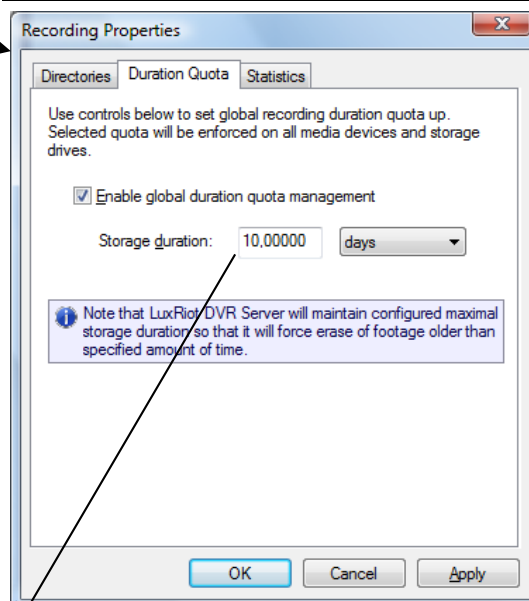 Recording Properties
Directories Duration Quota Statistics
Use controls below to set global recording duration quota up.
Selected quota will be enforced on all media devices and storage
drives.
Enable global duration quota management
Storage duration: 10,00000 days
Note that LuxRiot DVR Server will maintain configured maximal
storage duration so that it will force erase of footage older than
specified amount of time.
OK Cancel Apply